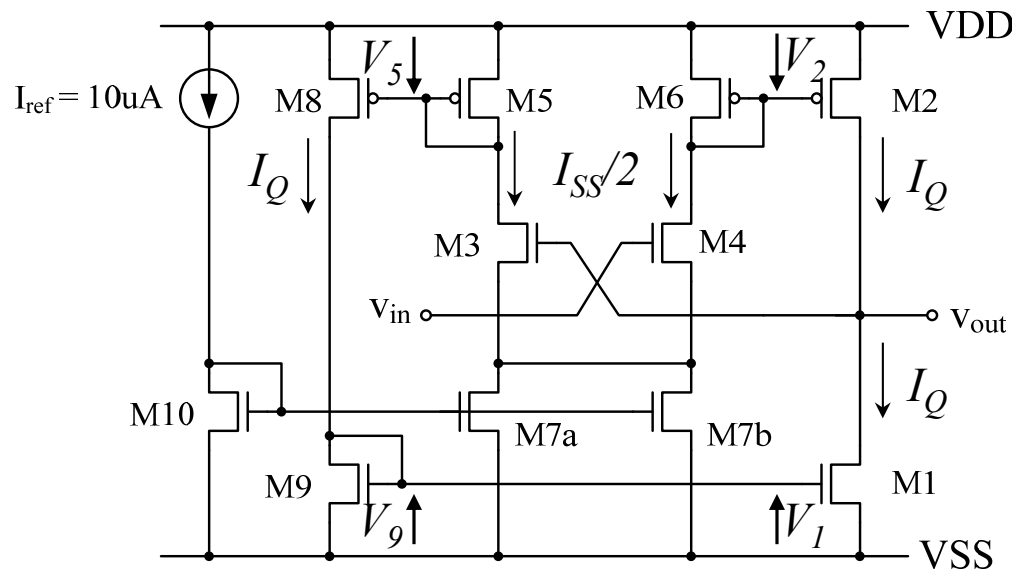 VDD
V5
V2
Iref = 10uA
M8
M5
M6
M2
IQ
ISS/2
IQ
M3
M4
vin
vout
M10
M7a
M7b
IQ
M9
M1
V9
V1
VSS